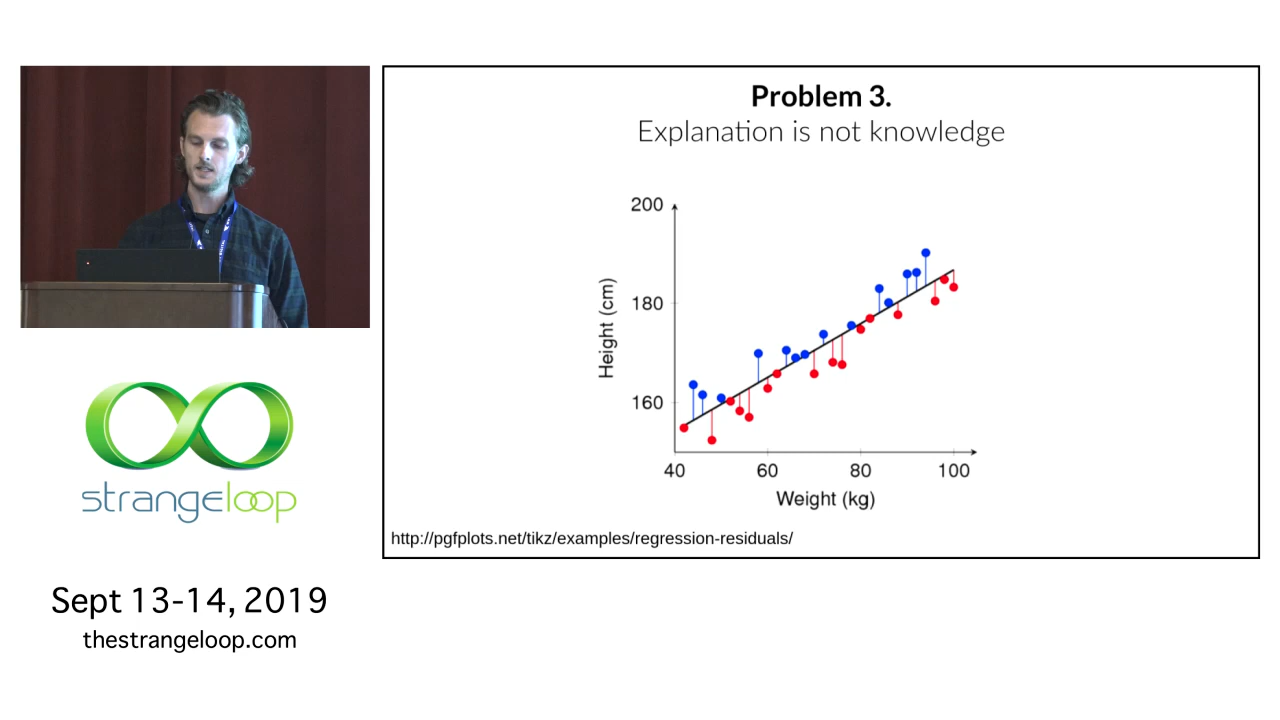 Problem 3.
Explanation is not knowledge
200
180
160
Height (cm)
40 60 80 100
Weight (kg)
http://pgfplots.net/tikz/examples/regression-residuals/
strangeloop
Sept 13-14, 2019
thestrangeloop.com